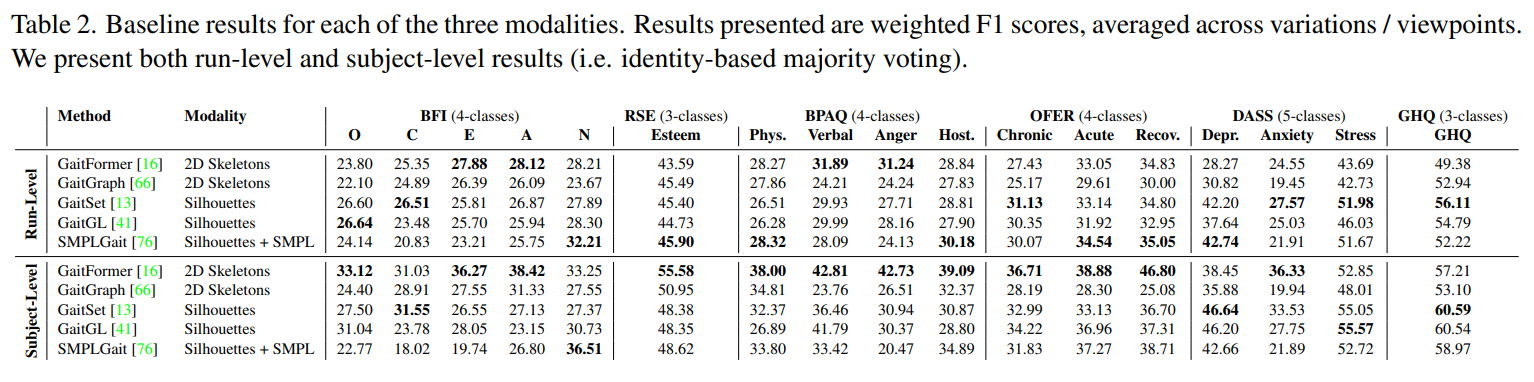 Table 2. Baseline results for each of the three modalities. Results presented are weighted F1 scores, averaged across variations / viewpoints.
We present both run-level and subject-level results (i.e. identity-based majority voting).
Method Modality BFI (4-classes) RSE (3-classes) BPAQ (4-classes) OFER (4-classes) DASS (5-classes) GHQ (3-classes)
O C E A N Esteem Phys. Verbal Anger Host. Chronic Acute Recov. Depr. Anxiety Stress GHQ
Run-Level
GaitFormer [16] 2D Skeletons 23.80 25.35 27.88 28.12 28.21 43.59 28.27 31.89 31.24 28.84 27.43 33.05 34.83 28.27 24.55 43.69 49.38
GaitGraph [66] 2D Skeletons 22.10 24.89 26.39 26.09 23.67 45.49 27.86 24.21 24.24 27.83 25.17 29.61 30.00 30.82 19.45 42.73 52.94
GaitSet [13] Silhouettes 26.60 26.51 25.81 26.87 27.89 45.40 26.51 29.93 27.71 28.81 31.13 33.14 34.80 42.20 27.57 51.98 56.11
GaitGL [41] Silhouettes 26.64 23.48 25.70 25.94 28.30 44.73 26.28 29.99 28.16 27.90 30.35 31.92 32.95 37.64 25.03 46.03 54.79
SMPLGait [76] Silhouettes + SMPL 24.14 20.83 23.21 25.75 32.21 45.90 28.32 28.09 24.13 30.18 30.07 34.54 35.05 42.74 21.91 51.67 52.22
Subject-Level
GaitFormer [16] 2D Skeletons 33.12 31.03 36.27 38.42 33.25 55.58 38.00 42.81 42.73 39.09 36.71 38.88 46.80 38.45 36.33 52.85 57.21
GaitGraph [66] 2D Skeletons 24.40 28.91 27.55 31.33 27.55 50.95 34.81 23.76 26.51 32.37 28.19 28.30 25.08 35.88 19.94 48.01 53.10
GaitSet [13] Silhouettes 27.50 31.55 26.55 27.13 27.37 48.38 32.37 36.46 30.94 30.87 32.99 33.13 36.70 46.64 33.53 55.05 60.59
GaitGL [41] Silhouettes 31.04 23.78 28.05 23.15 30.73 48.35 26.89 41.79 30.37 28.80 34.22 36.96 37.31 46.20 27.75 55.57 60.54
SMPLGait [76] Silhouettes + SMPL 22.77 18.02 19.74 26.80 36.51 48.62 33.80 33.42 20.47 34.89 31.83 37.27 38.71 42.66 21.89 52.72 58.97